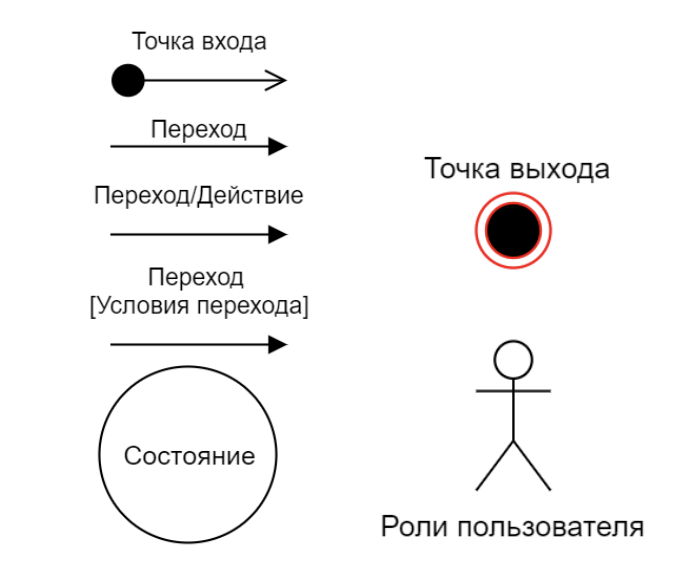 Точка входа
Переход
Переход/Действие
Переход
[Условия перехода]
Состояние
Точка выхода
Роли пользователя